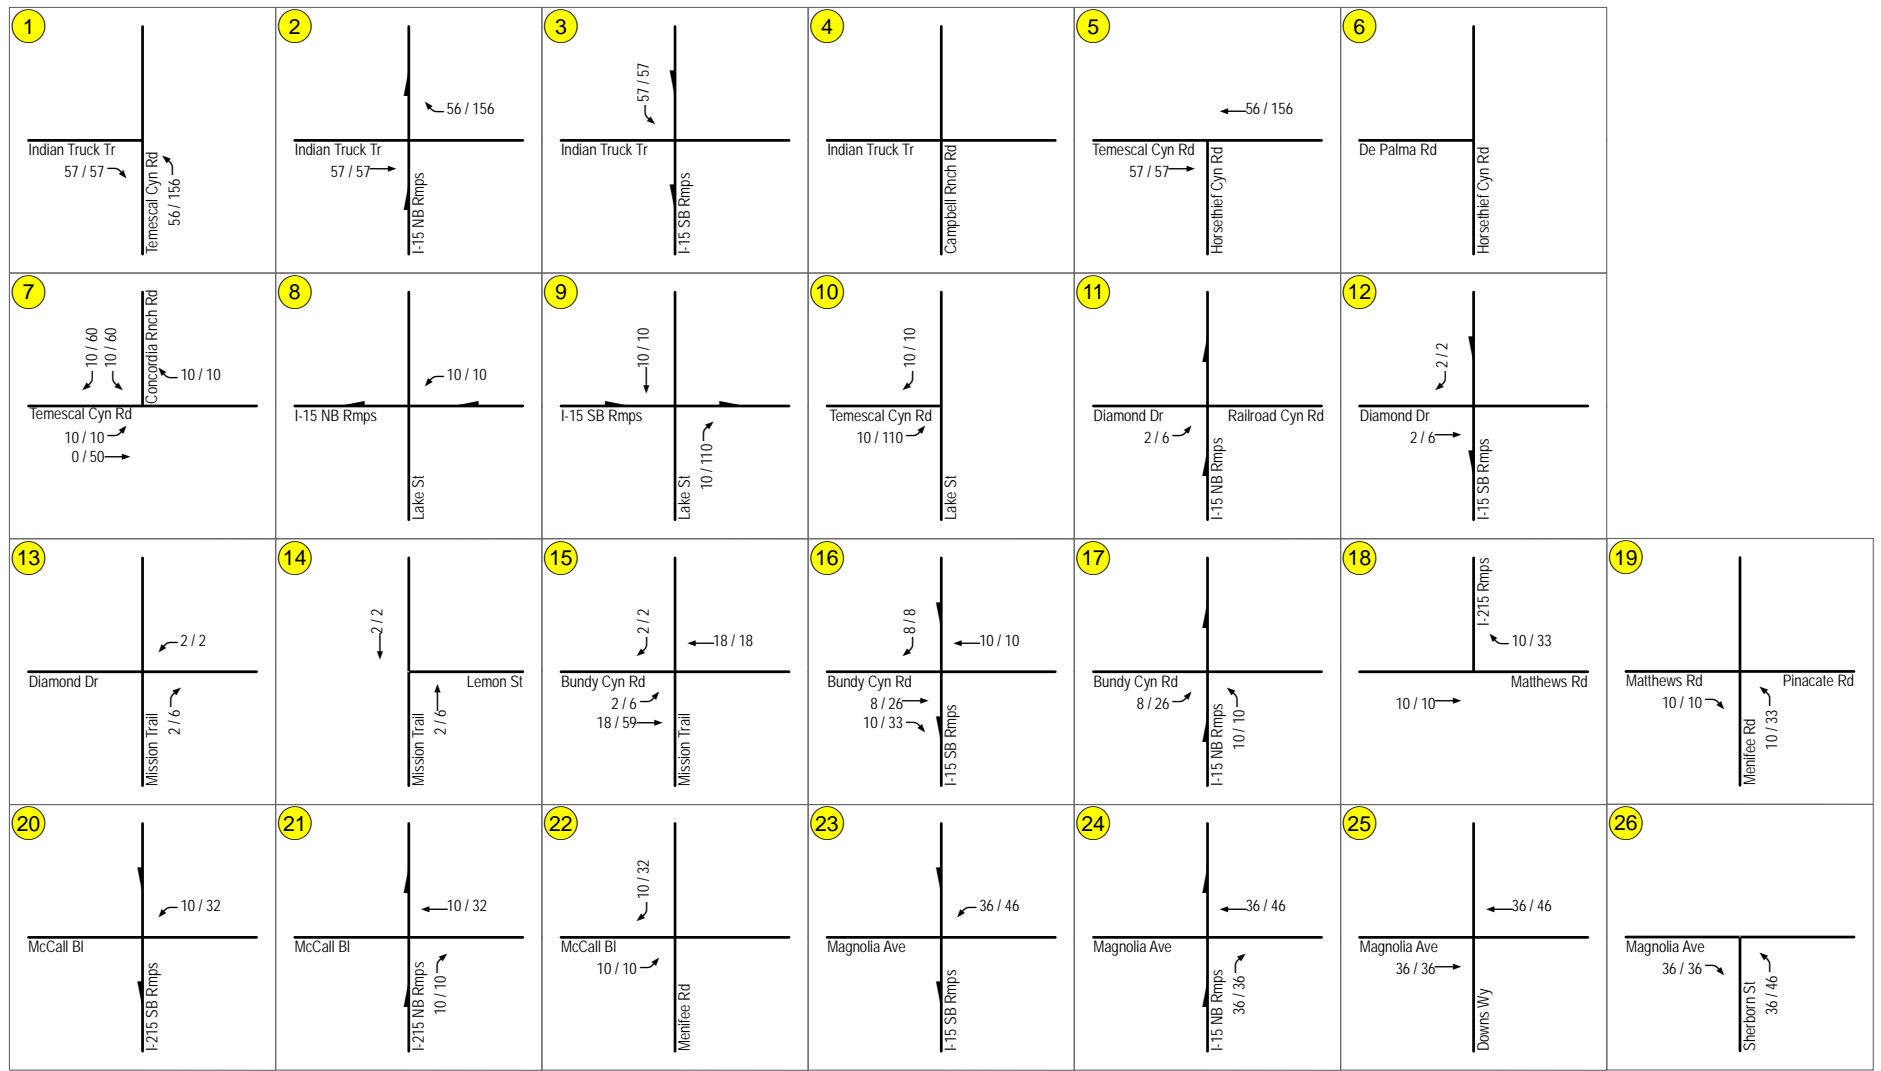 1
Indian Truck Tr
57 / 57
Temescal Cyn Rd
56 / 156
2
56 / 156
Indian Truck Tr
57 / 57
I-15 NB Rmps
3
57 / 57
Indian Truck Tr
I-15 SB Rmps
4
Indian Truck Tr
Campbell Rnch Rd
5
56 / 156
Temescal Cyn Rd
57 / 57
Horsethief Cyn Rd
6
De Palma Rd
Horsethief Cyn Rd
7
10 / 60
10 / 60
Concordia Rnch Rd
10 / 10
Temescal Cyn Rd
10 / 10
0 / 50
8
10 / 10
I-15 NB Rmps
Lake St
9
10 / 10
I-15 SB Rmps
Lake St
10 / 110
10
10 / 10
Temescal Cyn Rd
10 / 110
Lake St
11
Diamond Dr
Railroad Cyn Rd
2 / 6
I-15 NB Rmps
12
2 / 2
Diamond Dr
2 / 6
I-15 SB Rmps
13
2 / 2
Diamond Dr
Mission Trail
2 / 6
14
2 / 2
Lemon St
Mission Trail
2 / 6
15
2 / 2
18 / 18
Bundy Cyn Rd
2 / 6
18 / 59
Mission Trail
16
8 / 8
10 / 10
Bundy Cyn Rd
8 / 26
10 / 33
I-15 SB Rmps
17
Bundy Cyn Rd
8 / 26
I-15 NB Rmps
10 / 10
18
I-215 Rmps
10 / 33
Matthews Rd
10 / 10
19
Matthews Rd
Pinacate Rd
10 / 10
Menifee Rd
10 / 33
20
10 / 32
McCall Bl
I-215 SB Rmps
21
10 / 32
McCall Bl
I-215 NB Rmps
10 / 10
22
10 / 32
McCall Bl
10 / 10
Menifee Rd
23
36 / 46
Magnolia Ave
I-15 SB Rmps
24
36 / 46
Magnolia Ave
I-15 NB Rmps
36 / 36
25
36 / 46
Magnolia Ave
36 / 36
Downs Wy
26
Magnolia Ave
36 / 36
Sherborn St
36 / 46